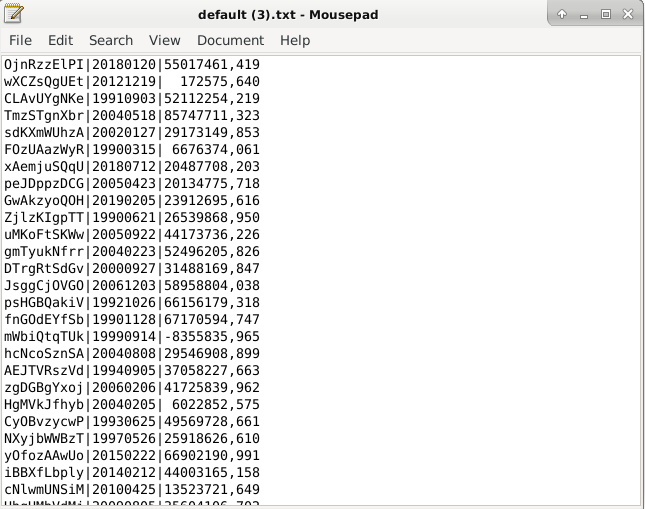 default (3).txt - Mousepad
File Edit Search View Document Help
OjnRzzElPI|20180120|55017461,419
wXCZsQgUEt|20121219|  172575,640
CLAvUYgNKe|19910903|52112254,219
TmzSTgnXbr|20040518|85747711,323
sdKXmWUhzA|20020127|29173149,853
FOzUAazWyR|19900315| 6676374,061
xAemjuSQqU|20180712|20487708,203
peJDppzDCG|20050423|20134775,718
GwAkzyoQOH|20190205|23912695,616
ZjlzKIgpTT|19900621|26539868,950
uMKoFtSKWw|20050922|44173736,226
gmTyukNfrr|20040223|52496205,826
DTrgRtSdGv|20000927|31488169,847
JsggCjOVGO|20061203|58958804,038
psHGBQakiV|19921026|66156179,318
fnGOdEYfSb|19901128|67170594,747
mWbiQtqTUk|19990914|-8355835,965
hcNcoSznSA|20040808|29546908,899
AEJTVRszVd|19940905|37058227,663
zgDGBgYxoj|20060206|41725839,962
HgMVkJfhyb|20040205| 6022852,575
CyOBvzycwP|19930625|49569728,661
NXyjbWWBzT|19970526|25918626,610
yOfozAAwUo|20150222|66902190,991
iBBXfLbply|20140212|44003165,158
cNlwmUNSiM|20100425|13523721,649